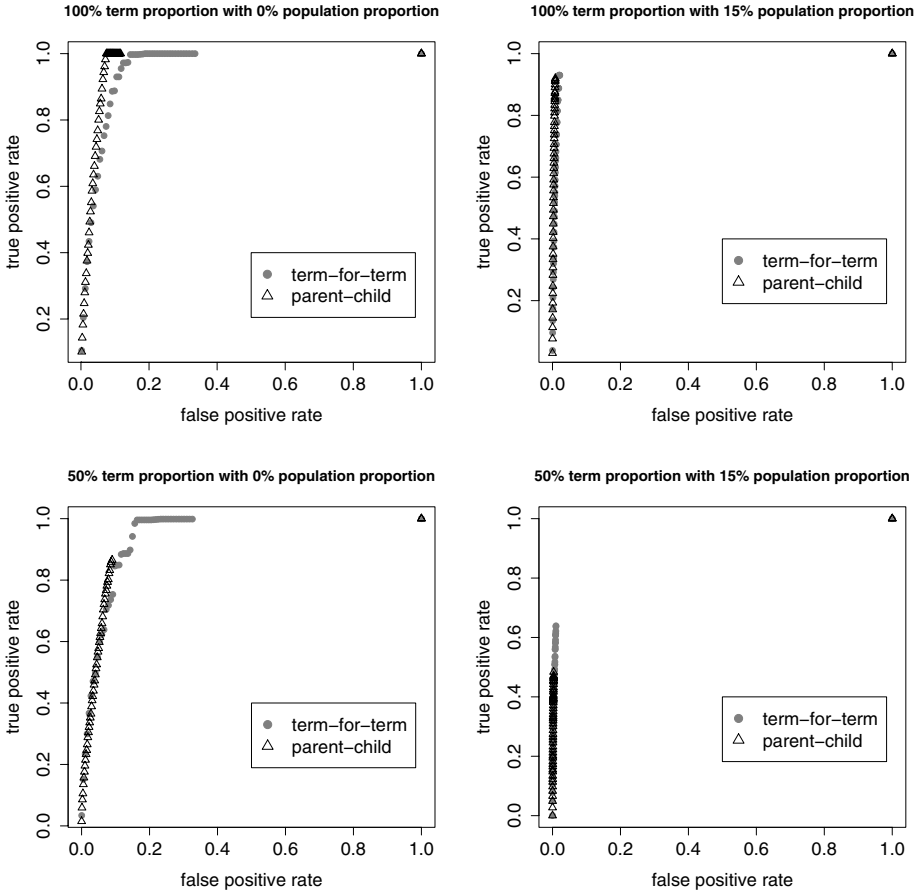 100% term proportion with 0% population proportion
true positive rate
0.2 0.4 0.6 0.8 1.0
term−for−term
parent−child
0.0 0.2 0.4 0.6 0.8 1.0
false positive rate
100% term proportion with 15% population proportion
true positive rate
0.2 0.4 0.6 0.8 1.0
term−for−term
parent−child
0.0 0.2 0.4 0.6 0.8 1.0
false positive rate
50% term proportion with 0% population proportion
true positive rate
0.0 0.2 0.4 0.6 0.8 1.0
term−for−term
parent−child
0.0 0.2 0.4 0.6 0.8 1.0
false positive rate
50% term proportion with 15% population proportion
true positive rate
0.0 0.2 0.4 0.6 0.8 1.0
term−for−term
parent−child
0.0 0.2 0.4 0.6 0.8 1.0
false positive rate